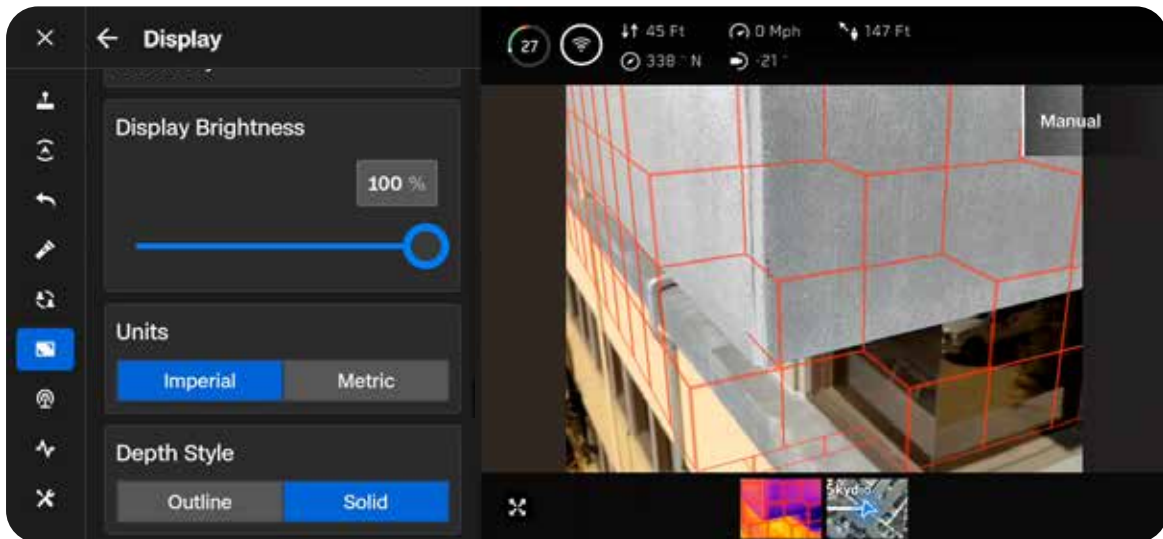 Display
Display Brightness
100 %
Units
Imperial
Metric
Depth Style
Outline
Solid
27
45 Ft
0 Mph
147 Ft
338° N
-21°
Manual
Skydio